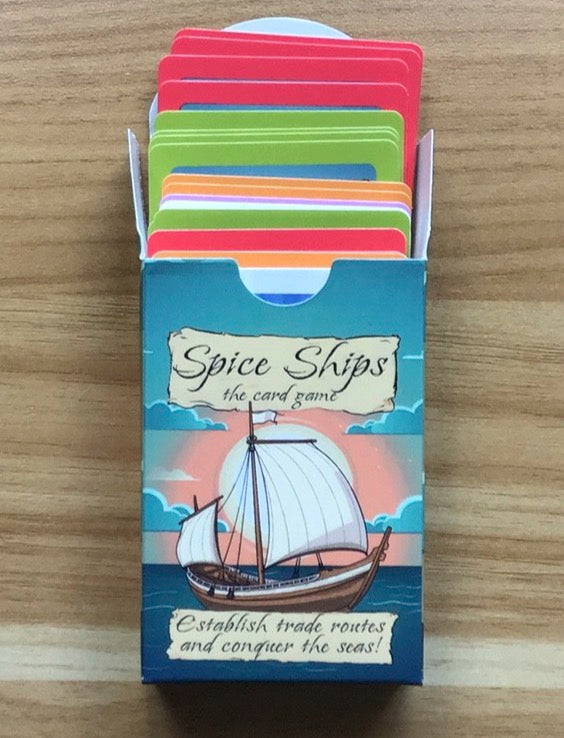 Spice Ships
the card game
Establish trade routes
and conquer the seas!